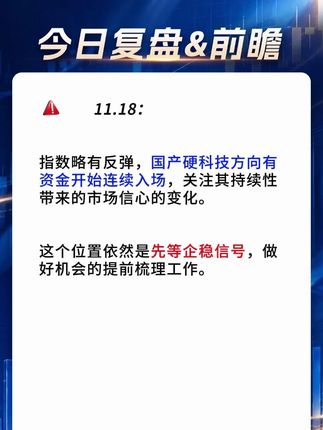 今日复盘&前瞻
11.18：
指数略有反弹，国产硬科技方向有
资金开始连续入场，关注其持续性
带来的市场信心的变化。
这个位置依然是先等企稳信号，做
好机会的提前梳理工作。